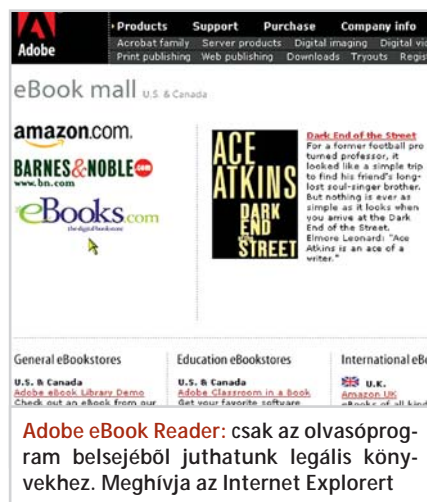 Products Support Purchase Company info
Acrobat family Server products Digital imaging Digital
Print publishing Web publishing Downloads Tryouts
Adobe
eBook mall U.S. & Canada
amazon.com.
BARNES&NOBLE.com
www.bn.com
eBooks.com
the digital bookstore
ACE
ATKINS
DARK
END
OF THE
STREET
Dark End of the Street
For a former football pro
turned professor, it
looked like a simple trip
to find his friend's long-
lost soul-singer brother.
But nothing is ever as
simple as it looks when
you arrive at the Dark
End of the Street.
Elmore Leonard: "Ace
Atkins is an ace of a
writer."
General eBookstores
U.S. & Canada
Adobe eBook Library Demo
Check out an eBook from our
Education eBookstores
U.S. & Canada
Adobe Classroom in a Book
Get your favorite software
International
U.K.
Amazon UK
eBooks of all
Adobe eBook Reader: csak az olvasóprog-
ram belsejéből juthatunk legális köny-
vekhez. Meghívja az Internet Explorert